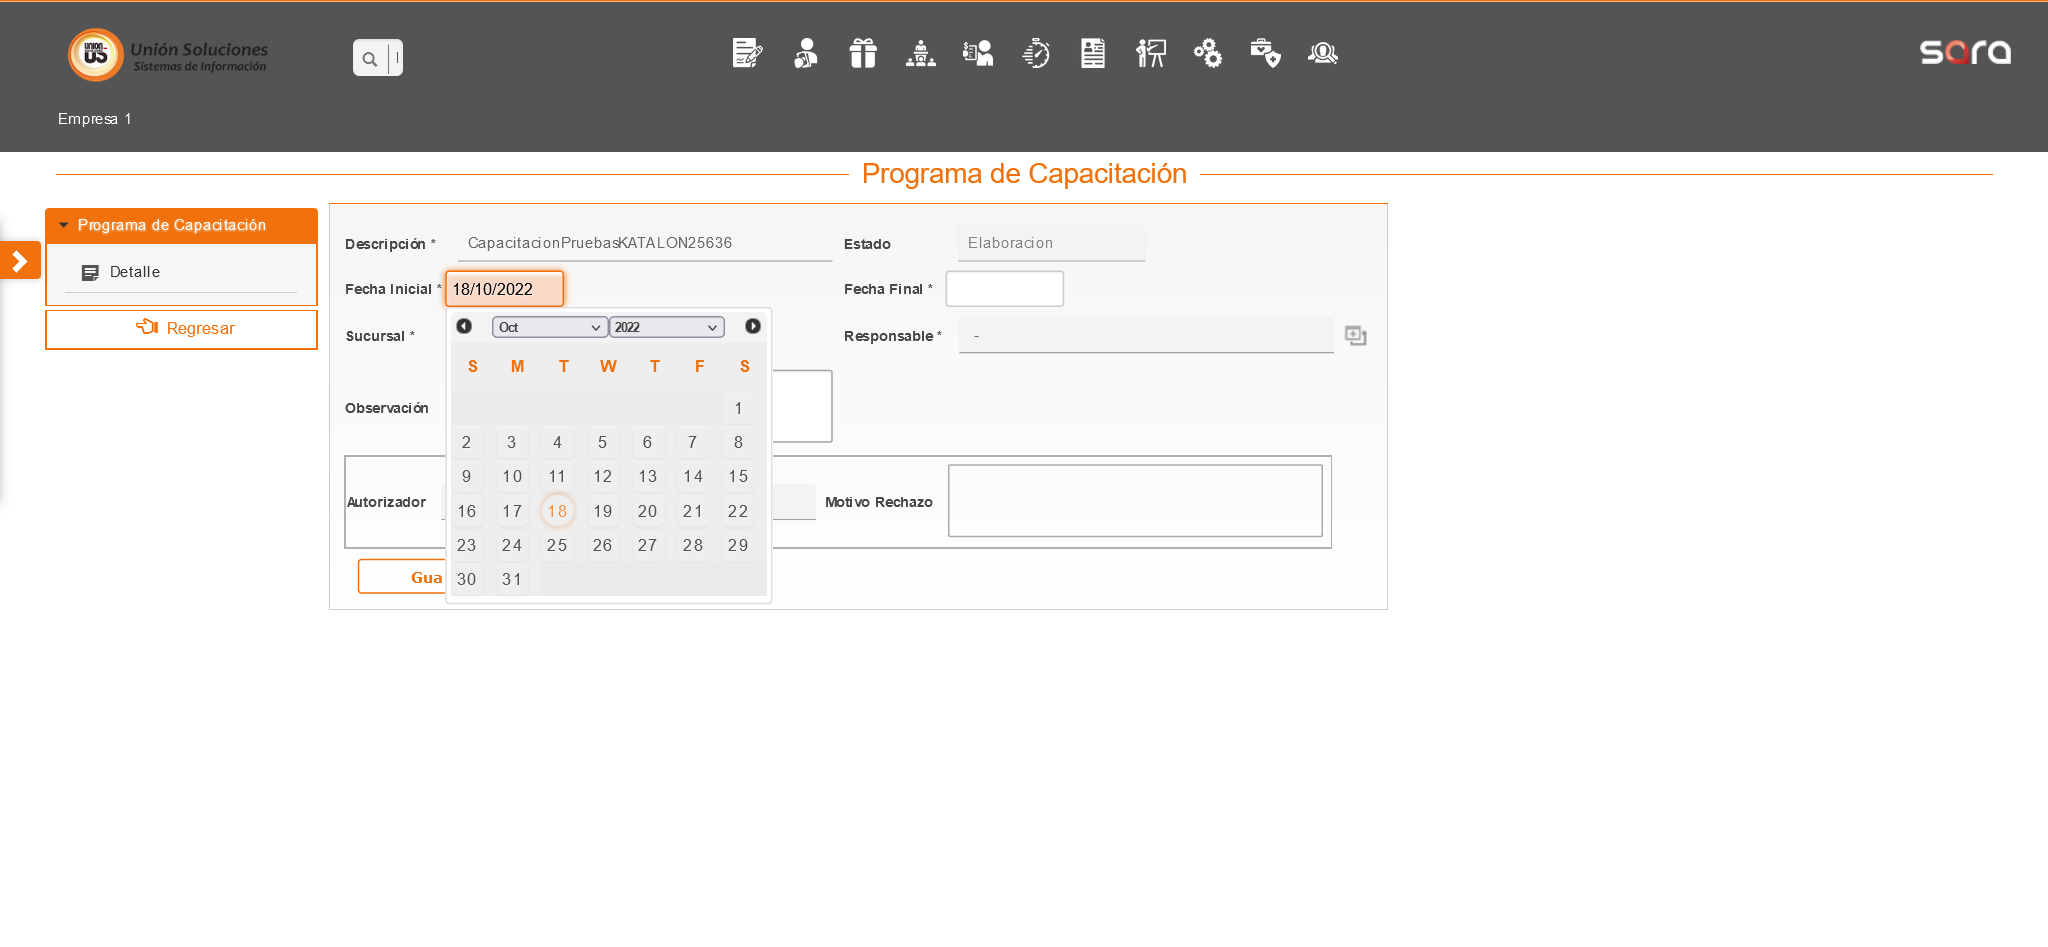 UNION
SOLUCIONES
US
Unión Soluciones
Sistemas de Información
sara
Empresa 1
Programa de Capacitación
Programa de Capacitación
Detalle
Regresar
Descripción * CapacitacionPruebasKATALON25636 Estado Elaboracion
Fecha Inicial * 18/10/2022 Fecha Final *
Oct 2022
Sucursal * Responsable * -
S M T W T F S
Observación
1
2 3 4 5 6 7 8
9 10 11 12 13 14 15
Autorizador Motivo Rechazo
16 17 18 19 20 21 22
23 24 25 26 27 28 29
30 31
Gua